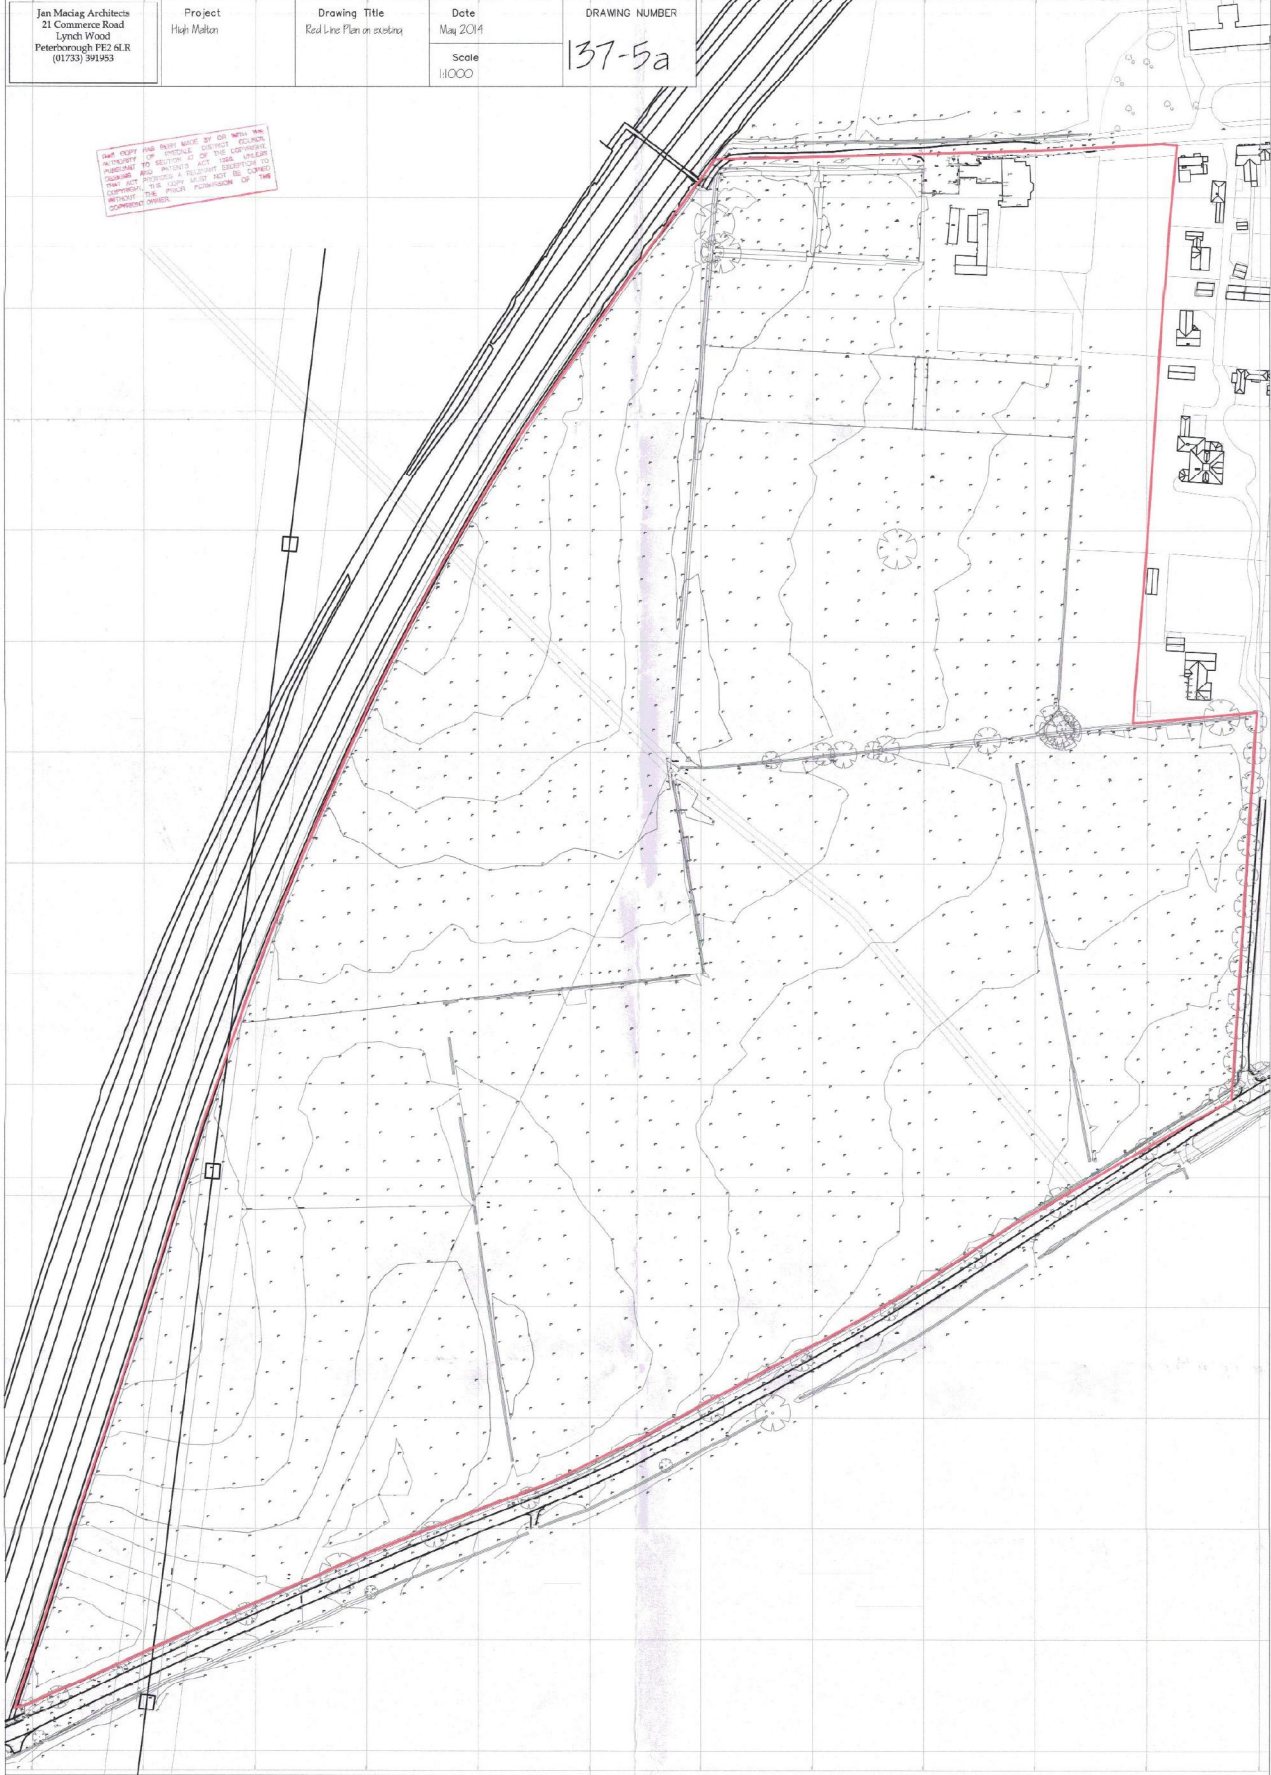 Jan Maciag Architects
21 Commerce Road
Lynch Wood
Peterborough PE2 6LR
(01733) 391953
Project
High Malton
Drawing Title
Red Line Plan on existing
Date
May 2014
Scale
1:1000
DRAWING NUMBER
137-5a
THIS COPY HAS BEEN MADE BY OR WITH THE
AUTHORITY OF RYEDALE DISTRICT COUNCIL
PURSUANT TO SECTION 47 OF THE COPYRIGHT
DESIGNS AND PATENTS ACT 1988. UNLESS
THAT ACT PROVIDES A RELEVANT EXCEPTION TO
COPYRIGHT, THE COPY MUST NOT BE COPIED
WITHOUT THE PRIOR PERMISSION OF THE
COPYRIGHT OWNER.